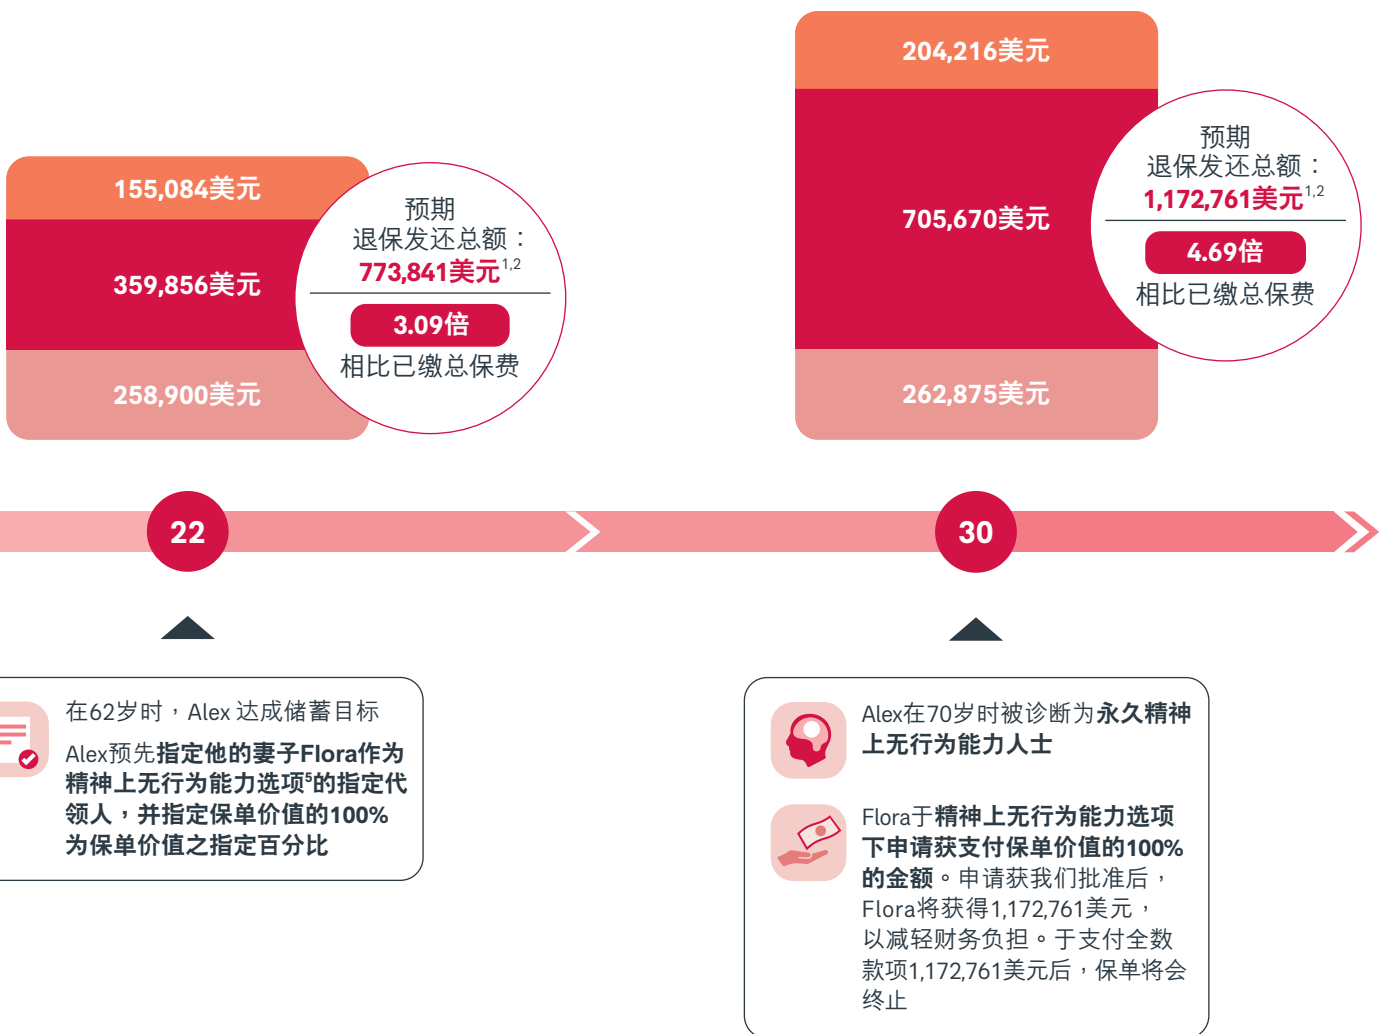 155,084美元
359,856美元
258,900美元
预期
退保发还总额：
773,841美元1,2
3.09倍
相比已缴总保费
204,216美元
705,670美元
262,875美元
预期
退保发还总额：
1,172,761美元1,2
4.69倍
相比已缴总保费
22
30
在62岁时，Alex 达成储蓄目标
Alex预先指定他的妻子Flora作为
精神上无行为能力选项5的指定代
领人，并指定保单价值的100%
为保单价值之指定百分比
Alex在70岁时被诊断为永久精神
上无行为能力人士
Flora于精神上无行为能力选项
下申请获支付保单价值的100%
的金额。申请获我们批准后，
Flora将获得1,172,761美元，
以减轻财务负担。于支付全数
款项1,172,761美元后，保单将会
终止